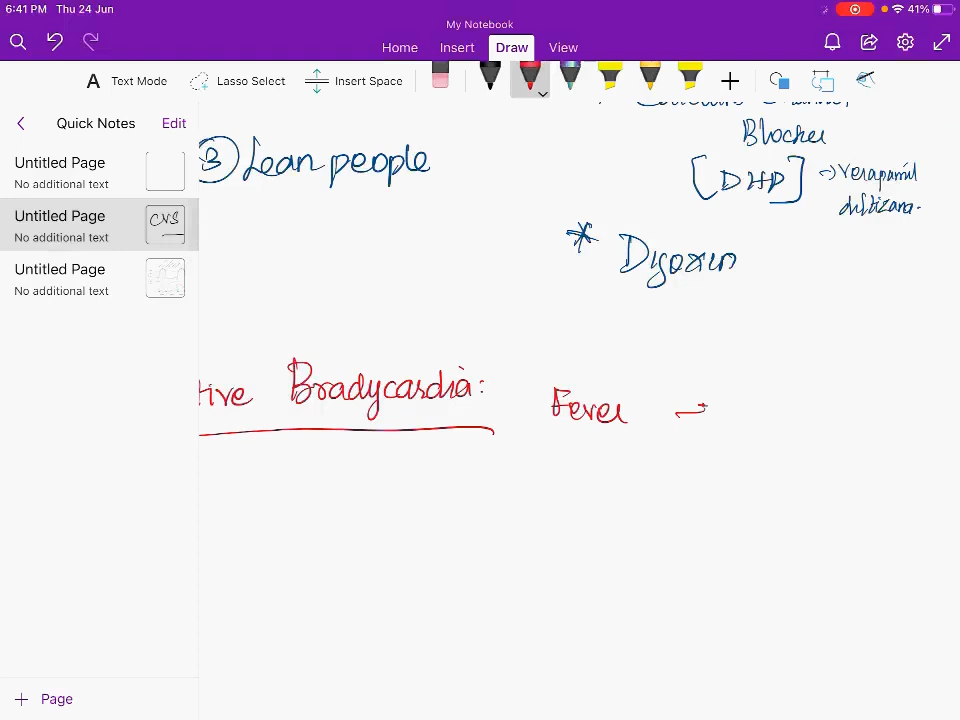 6:41 PM Thu 24 Jun
41%
My Notebook
Home Insert Draw View
Text Mode Lasso Select Insert Space
Quick Notes Edit
Untitled Page
No additional text
Untitled Page
No additional text
CNS
Untitled Page
No additional text
Page
Blocker
③ Lean people
[DHP] → Verapamil
* Digoxin
tive Bradycardia: Fever →